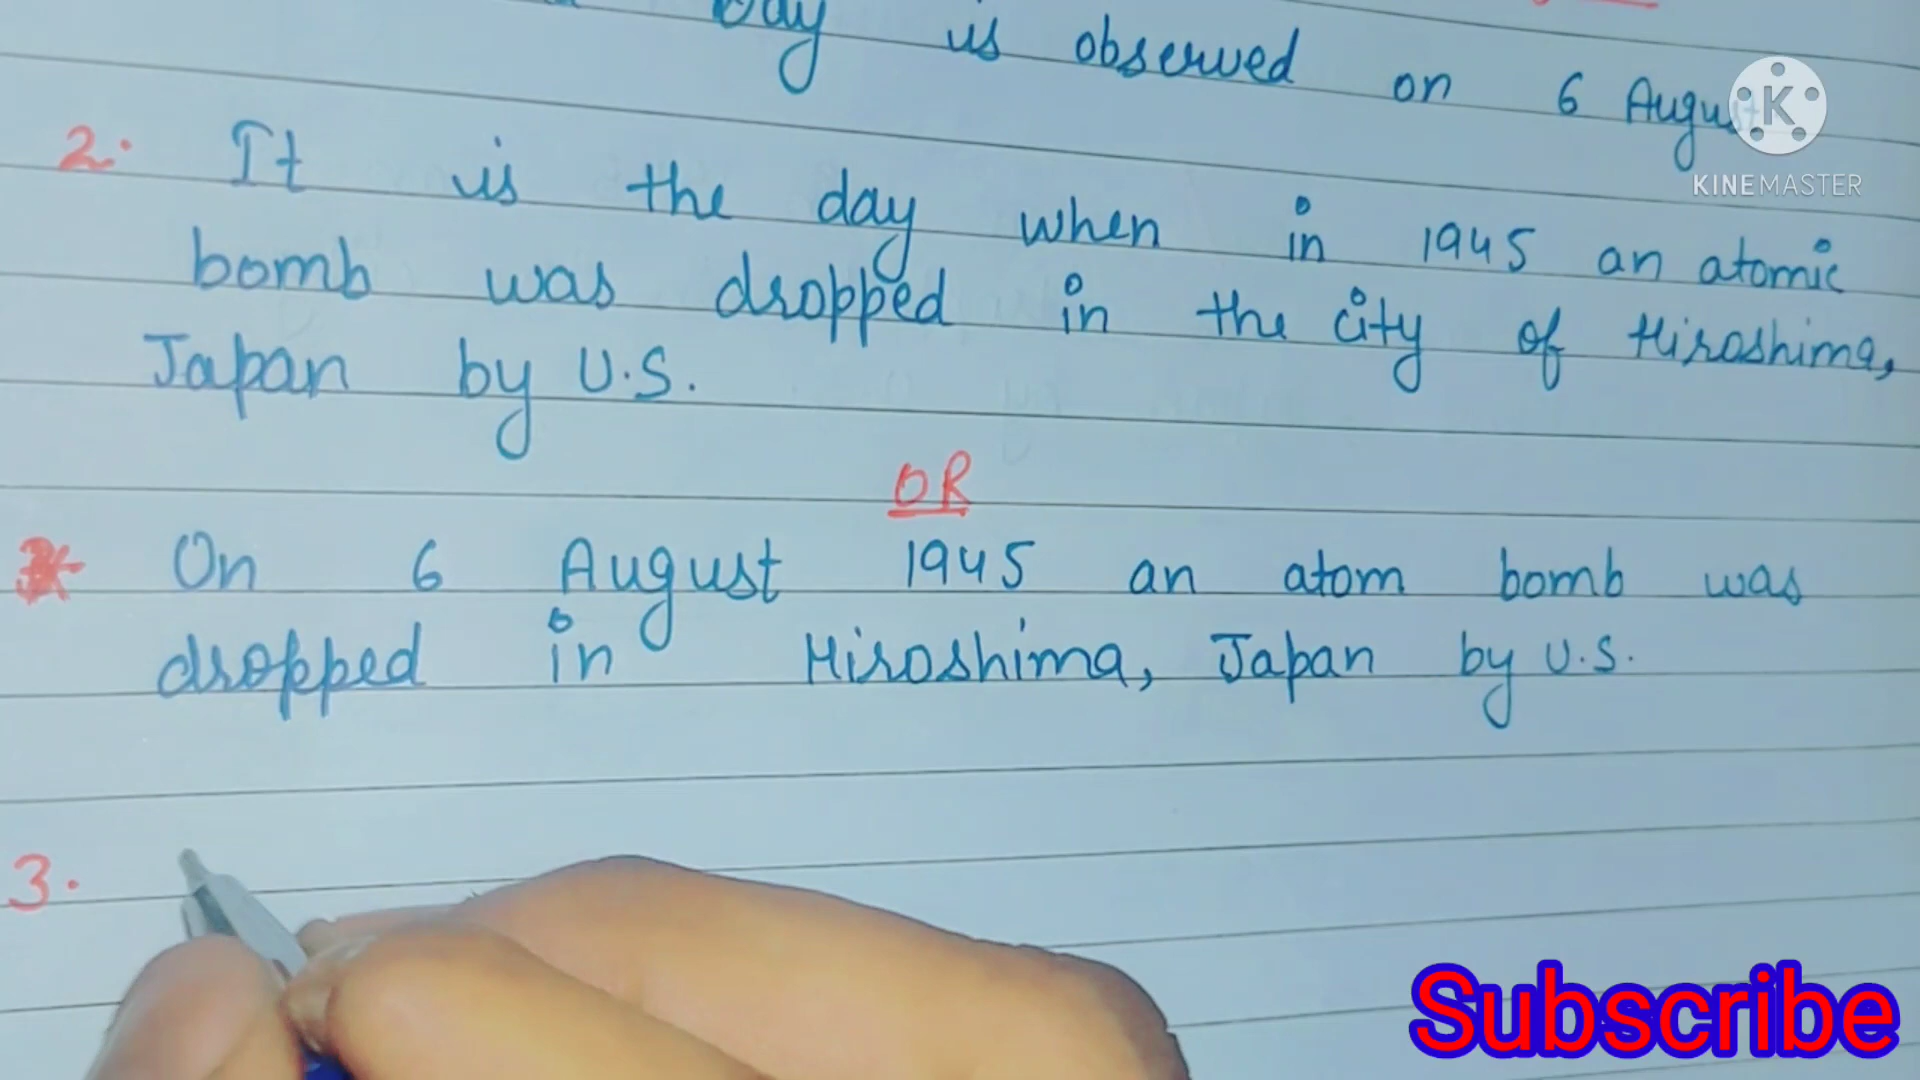 Day is observed on 6 August
KINEMASTER
2. It is the day when in 1945 an atomic
bomb was dropped in the city of Hiroshima,
Japan by U.S.
OR
On 6 August 1945 an atom bomb was
dropped in Hiroshima, Japan by U.S.
3.
Subscribe